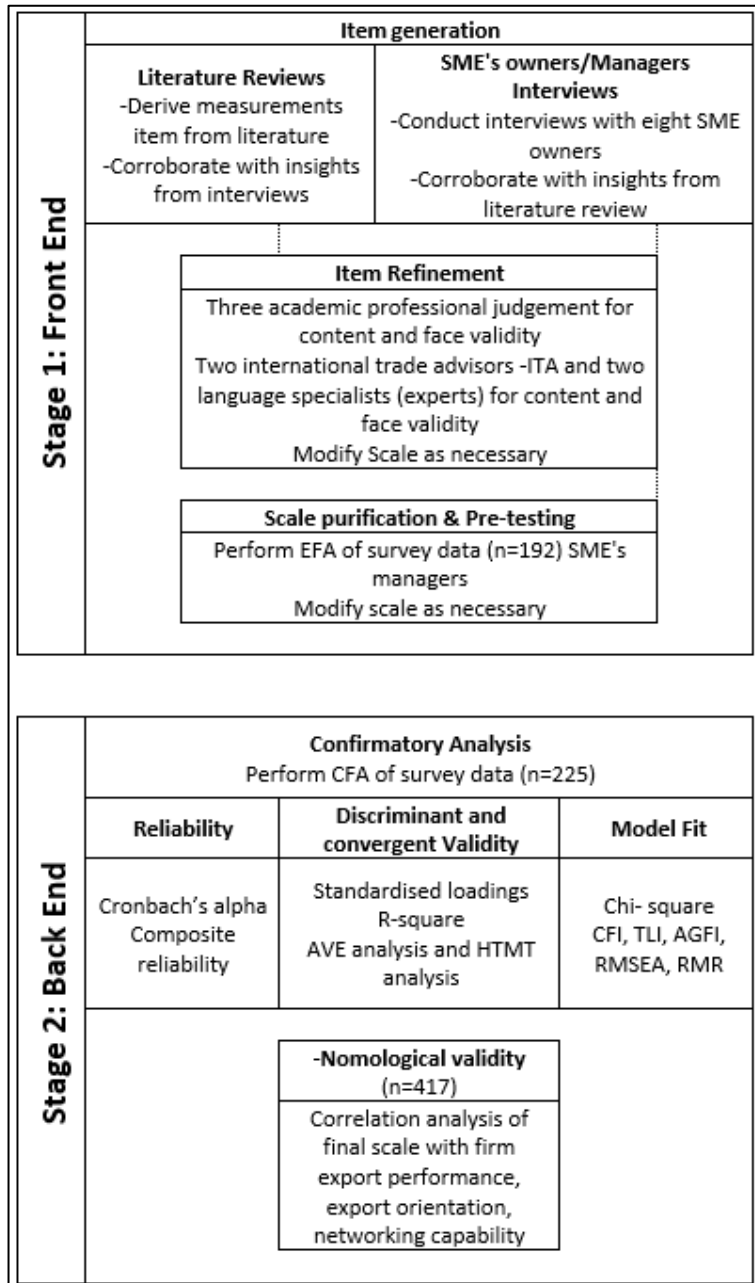 Stage 1: Front End
Item generation
Literature Reviews
-Derive measurements
item from literature
-Corroborate with insights
from interviews
SME's owners/Managers
Interviews
-Conduct interviews with eight SME
owners
-Corroborate with insights from
literature review
Item Refinement
Three academic professional judgement for
content and face validity
Two international trade advisors -ITA and two
language specialists (experts) for content and
face validity
Modify Scale as necessary
Scale purification & Pre-testing
Perform EFA of survey data (n=192) SME's
managers
Modify scale as necessary
Stage 2: Back End
Confirmatory Analysis
Perform CFA of survey data (n=225)
Reliability
Cronbach’s alpha
Composite
reliability
Discriminant and
convergent Validity
Standardised loadings
R-square
AVE analysis and HTMT
analysis
Model Fit
Chi- square
CFI, TLI, AGFI,
RMSEA, RMR
-Nomological validity
(n=417)
Correlation analysis of
final scale with firm
export performance,
export orientation,
networking capability